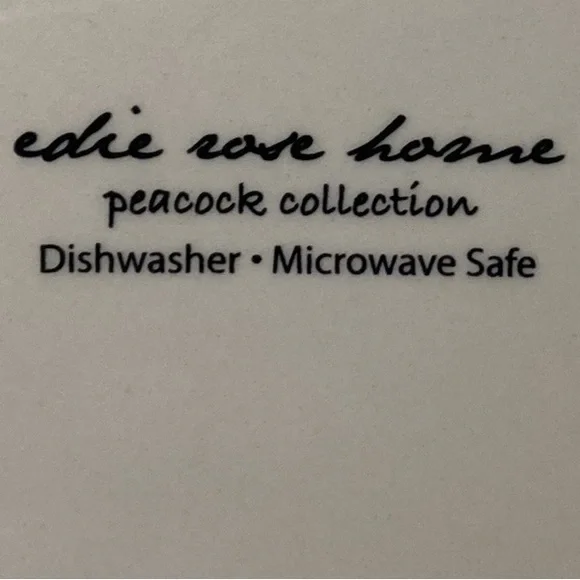 edie rose home
peacock collection
Dishwasher • Microwave Safe